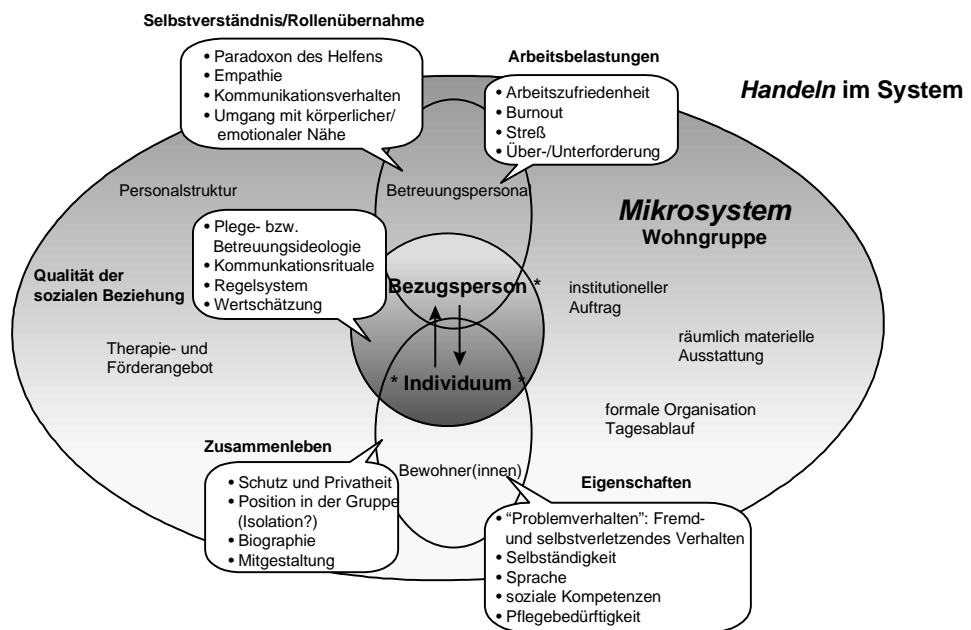 Selbstverständnis/Rollenübernahme
• Paradoxon des Helfens
• Empathie
• Kommunikationsverhalten
• Umgang mit körperlicher/
emotionaler Nähe
Arbeitsbelastungen
• Arbeitszufriedenheit
• Burnout
• Streß
• Über-/Unterforderung
Handeln im System
Personalstruktur
Betreuungspersonal
Mikrosystem
Wohngruppe
• Plege- bzw.
Betreuungsideologie
• Kommunkationsrituale
• Regelsystem
• Wertschätzung
Qualität der
sozialen Beziehung
Bezugsperson *
institutioneller
Auftrag
räumlich materielle
Ausstattung
Therapie- und
Förderangebot
* Individuum *
formale Organisation
Tagesablauf
Zusammenleben
• Schutz und Privatheit
• Position in der Gruppe
(Isolation?)
• Biographie
• Mitgestaltung
Bewohner(innen)
Eigenschaften
• “Problemverhalten”: Fremd-
und selbstverletzendes Verhalten
• Selbständigkeit
• Sprache
• soziale Kompetenzen
• Pflegebedürftigkeit